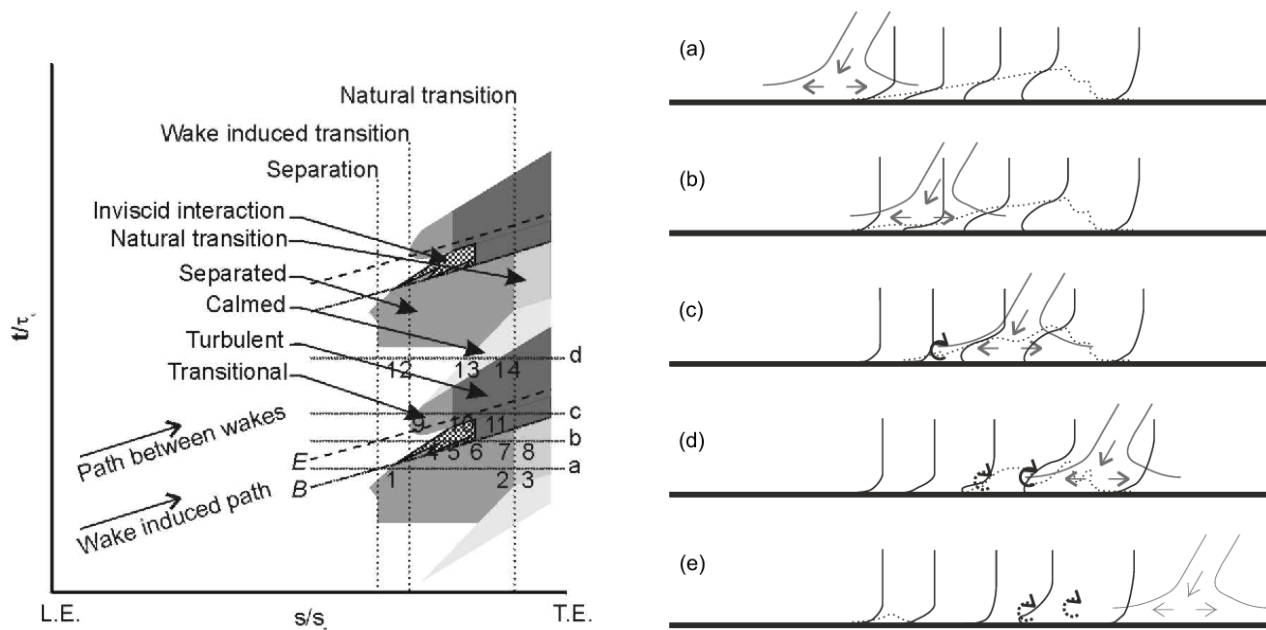 Natural transition
Wake induced transition
Separation
Inviscid interaction
Natural transition
Separated
Calmed
Turbulent
Transitional
Path between wakes
Wake induced path
E
B
d
c
b
a
12 13 14
9 10 11
4 5 6 7 8
1 2 3
L.E.
s/s
T.E.
(a)
(b)
(c)
(d)
(e)